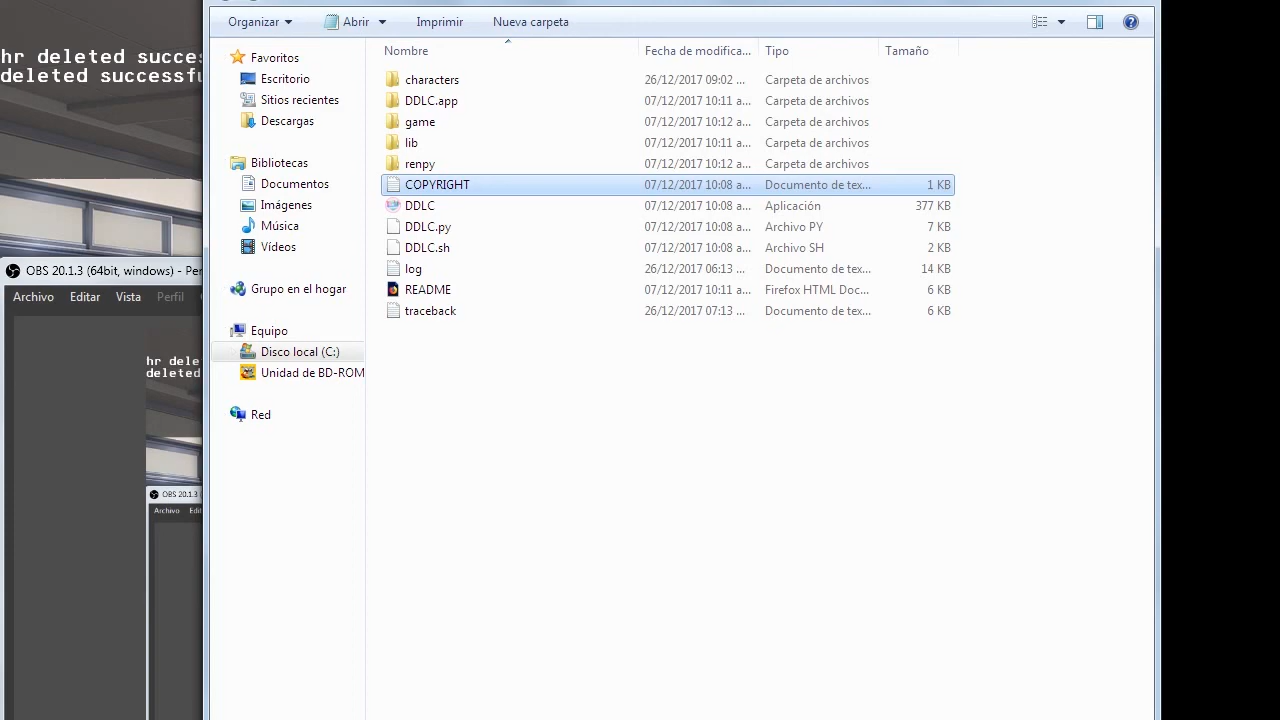 Organizar Abrir Imprimir Nueva carpeta
Nombre Fecha de modifica... Tipo Tamaño
characters 26/12/2017 09:02 ... Carpeta de archivos
DDLC.app 07/12/2017 10:11 a... Carpeta de archivos
game 07/12/2017 10:12 a... Carpeta de archivos
lib 07/12/2017 10:11 a... Carpeta de archivos
renpy 07/12/2017 10:12 a... Carpeta de archivos
COPYRIGHT 07/12/2017 10:08 a... Documento de tex... 1 KB
DDLC 07/12/2017 10:08 a... Aplicación 377 KB
DDLC.py 07/12/2017 10:08 a... Archivo PY 7 KB
DDLC.sh 07/12/2017 10:08 a... Archivo SH 2 KB
log 26/12/2017 06:13 ... Documento de tex... 14 KB
README 07/12/2017 10:11 a... Firefox HTML Doc... 6 KB
traceback 26/12/2017 07:13 ... Documento de tex... 6 KB
Favoritos
Escritorio
Sitios recientes
Descargas
Bibliotecas
Documentos
Imágenes
Música
Vídeos
Grupo en el hogar
Equipo
Disco local (C:)
Unidad de BD-ROM
Red
hr deleted succes
deleted successfu
OBS 20.1.3 (64bit, windows) - Per
Archivo Editar Vista Perfil
hr dele
deleted
OBS 20.1.3
Archivo Edit